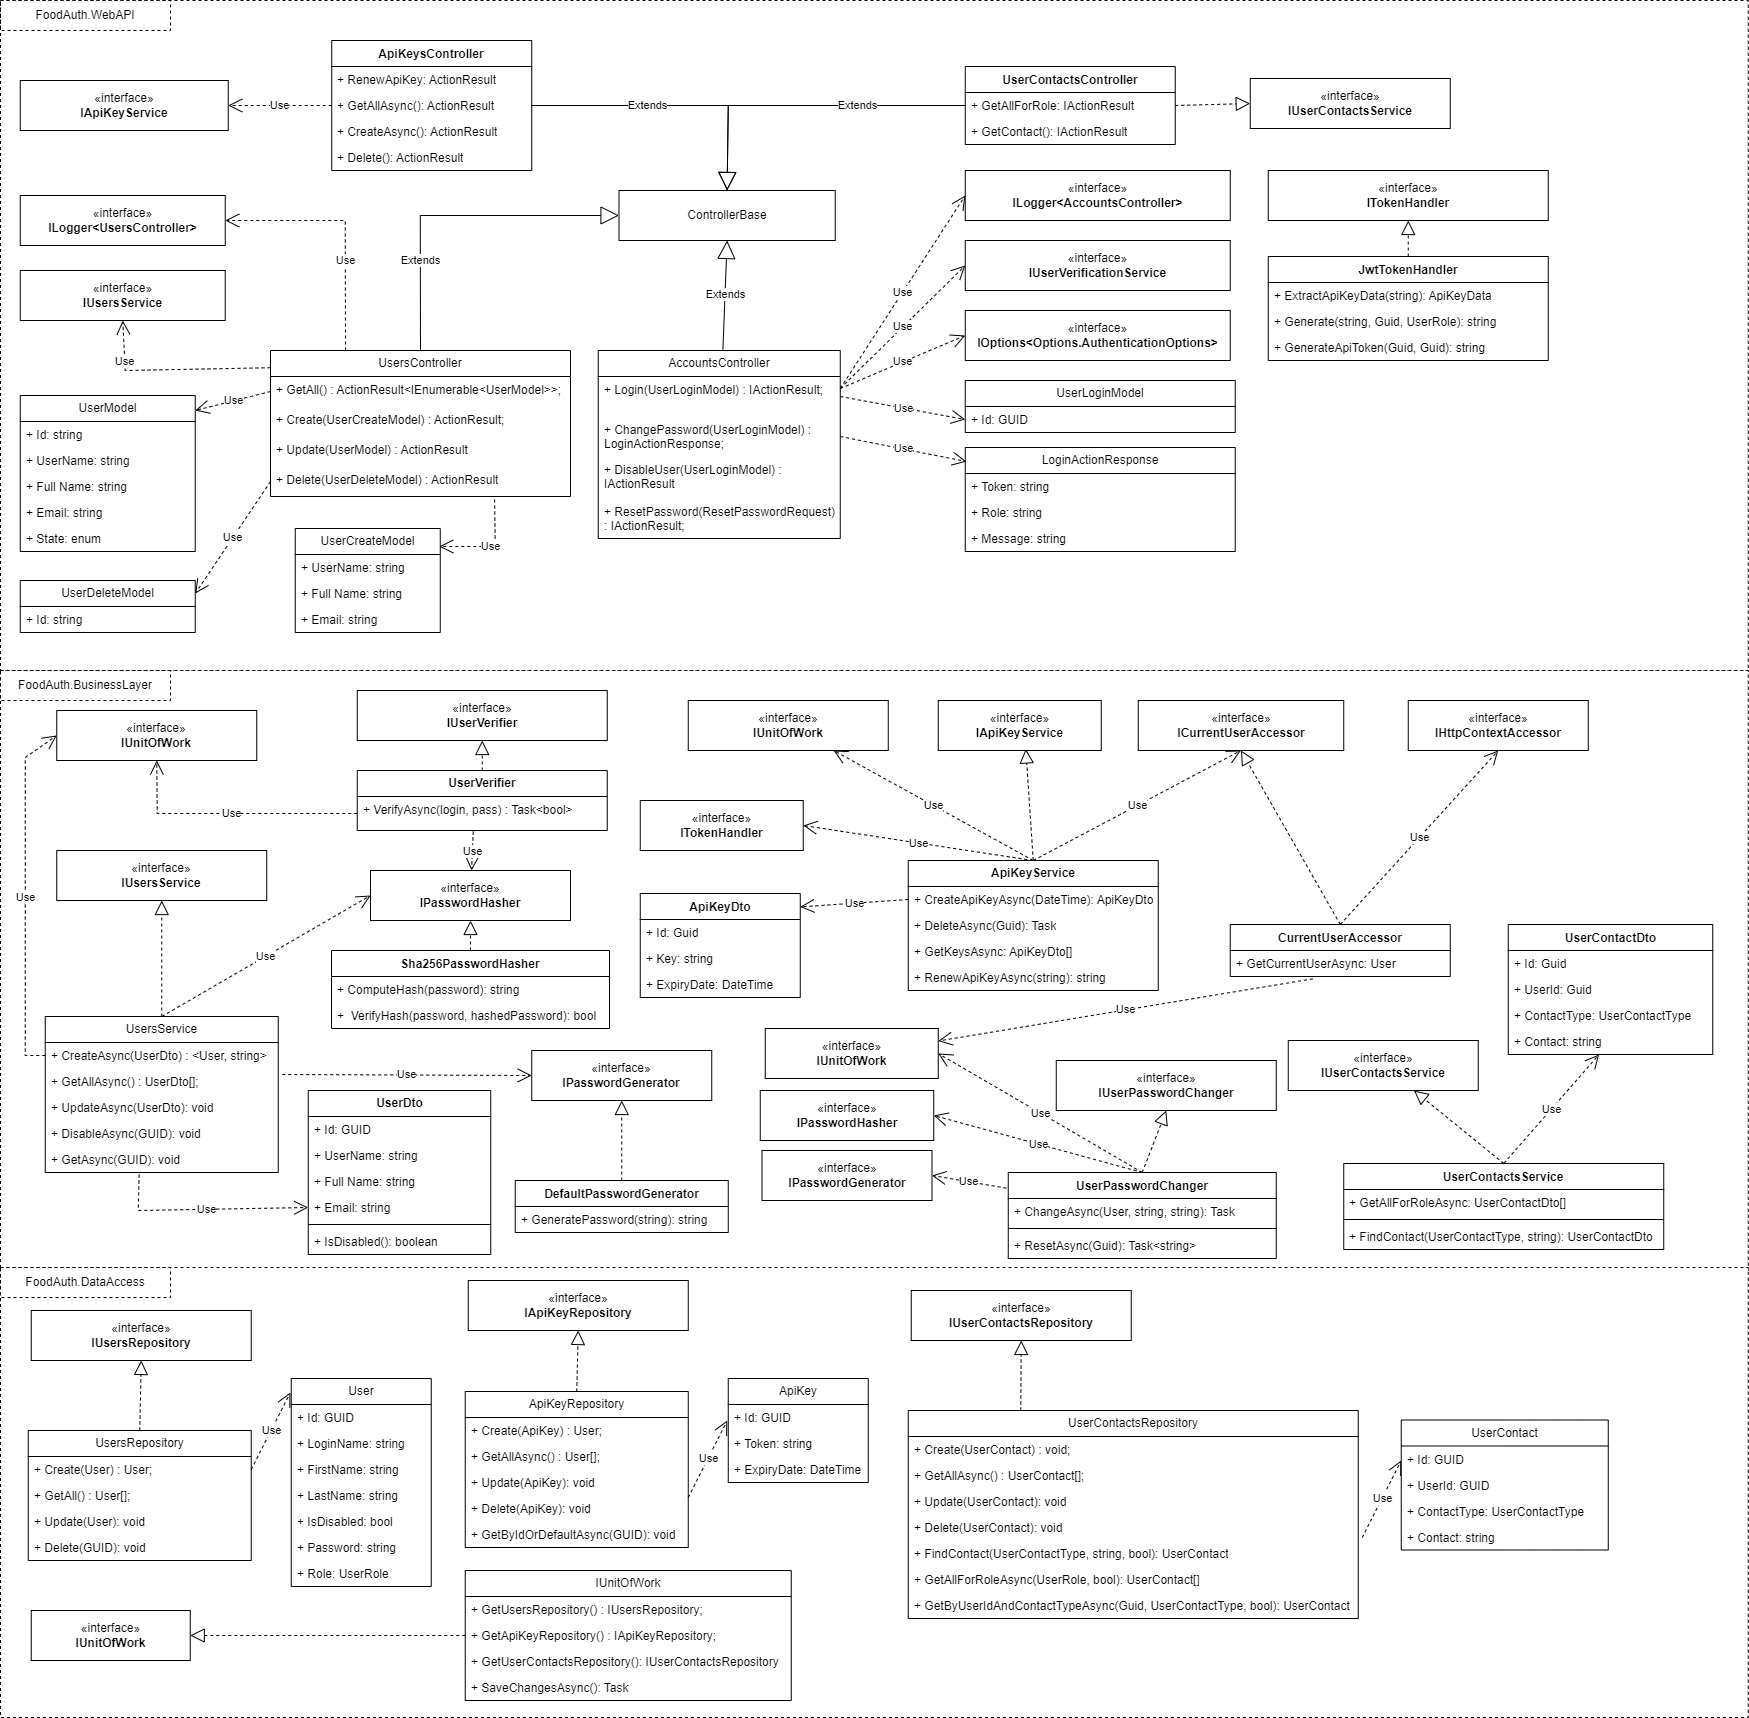 FoodAuth.WebAPI
ApiKeysController
+ RenewApiKey: ActionResult
+ GetAllAsync(): ActionResult
+ CreateAsync(): ActionResult
+ Delete(): ActionResult
«interface»
IApiKeyService
Use
Extends
Extends
UserContactsController
+ GetAllForRole: IActionResult
+ GetContact(): IActionResult
«interface»
IUserContactsService
«interface»
ILogger<UsersController>
«interface»
IUsersService
Use
Use
Extends
ControllerBase
Extends
«interface»
ILogger<AccountsController>
«interface»
IUserVerificationService
«interface»
IOptions<Options.AuthenticationOptions>
Use
Use
Use
«interface»
ITokenHandler
JwtTokenHandler
+ ExtractApiKeyData(string): ApiKeyData
+ Generate(string, Guid, UserRole): string
+ GenerateApiToken(Guid, Guid): string
UsersController
+ GetAll() : ActionResult<IEnumerable<UserModel>>;
+ Create(UserCreateModel) : ActionResult;
+ Update(UserModel) : ActionResult
+ Delete(UserDeleteModel) : ActionResult
AccountsController
+ Login(UserLoginModel) : IActionResult;
+ ChangePassword(UserLoginModel) :
LoginActionResponse;
+ DisableUser(UserLoginModel) :
IActionResult
+ ResetPassword(ResetPasswordRequest)
: IActionResult;
Use
Use
UserLoginModel
+ Id: GUID
LoginActionResponse
+ Token: string
+ Role: string
+ Message: string
Use
UserModel
+ Id: string
+ UserName: string
+ Full Name: string
+ Email: string
+ State: enum
Use
UserDeleteModel
+ Id: string
Use
UserCreateModel
+ UserName: string
+ Full Name: string
+ Email: string
FoodAuth.BusinessLayer
«interface»
IUnitOfWork
«interface»
IUserVerifier
UserVerifier
+ VerifyAsync(login, pass) : Task<bool>
Use
Use
Use
«interface»
IUsersService
«interface»
IPasswordHasher
Use
Sha256PasswordHasher
+ ComputeHash(password): string
+ VerifyHash(password, hashedPassword): bool
UsersService
+ CreateAsync(UserDto) : <User, string>
+ GetAllAsync() : UserDto[];
+ UpdateAsync(UserDto): void
+ DisableAsync(GUID): void
+ GetAsync(GUID): void
Use
Use
UserDto
+ Id: GUID
+ UserName: string
+ Full Name: string
+ Email: string
+ IsDisabled(): boolean
«interface»
IPasswordGenerator
DefaultPasswordGenerator
+ GeneratePassword(string): string
«interface»
IUnitOfWork
«interface»
IApiKeyService
«interface»
ICurrentUserAccessor
«interface»
IHttpContextAccessor
«interface»
ITokenHandler
Use
Use
Use
Use
ApiKeyDto
+ Id: Guid
+ Key: string
+ ExpiryDate: DateTime
Use
ApiKeyService
+ CreateApiKeyAsync(DateTime): ApiKeyDto
+ DeleteAsync(Guid): Task
+ GetKeysAsync: ApiKeyDto[]
+ RenewApiKeyAsync(string): string
CurrentUserAccessor
+ GetCurrentUserAsync: User
UserContactDto
+ Id: Guid
+ UserId: Guid
+ ContactType: UserContactType
+ Contact: string
Use
«interface»
IUnitOfWork
«interface»
IPasswordHasher
«interface»
IPasswordGenerator
Use
Use
Use
«interface»
IUserPasswordChanger
UserPasswordChanger
+ ChangeAsync(User, string, string): Task
+ ResetAsync(Guid): Task<string>
«interface»
IUserContactsService
Use
UserContactsService
+ GetAllForRoleAsync: UserContactDto[]
+ FindContact(UserContactType, string): UserContactDto
FoodAuth.DataAccess
«interface»
IUsersRepository
UsersRepository
+ Create(User) : User;
+ GetAll() : User[];
+ Update(User): void
+ Delete(GUID): void
Use
User
+ Id: GUID
+ LoginName: string
+ FirstName: string
+ LastName: string
+ IsDisabled: bool
+ Password: string
+ Role: UserRole
«interface»
IApiKeyRepository
ApiKeyRepository
+ Create(ApiKey) : User;
+ GetAllAsync() : User[];
+ Update(ApiKey): void
+ Delete(ApiKey): void
+ GetByIdOrDefaultAsync(GUID): void
Use
ApiKey
+ Id: GUID
+ Token: string
+ ExpiryDate: DateTime
«interface»
IUserContactsRepository
UserContactsRepository
+ Create(UserContact) : void;
+ GetAllAsync() : UserContact[];
+ Update(UserContact): void
+ Delete(UserContact): void
+ FindContact(UserContactType, string, bool): UserContact
+ GetAllForRoleAsync(UserRole, bool): UserContact[]
+ GetByUserIdAndContactTypeAsync(Guid, UserContactType, bool): UserContact
Use
UserContact
+ Id: GUID
+ UserId: GUID
+ ContactType: UserContactType
+ Contact: string
«interface»
IUnitOfWork
IUnitOfWork
+ GetUsersRepository() : IUsersRepository;
+ GetApiKeyRepository() : IApiKeyRepository;
+ GetUserContactsRepository(): IUserContactsRepository
+ SaveChangesAsync(): Task